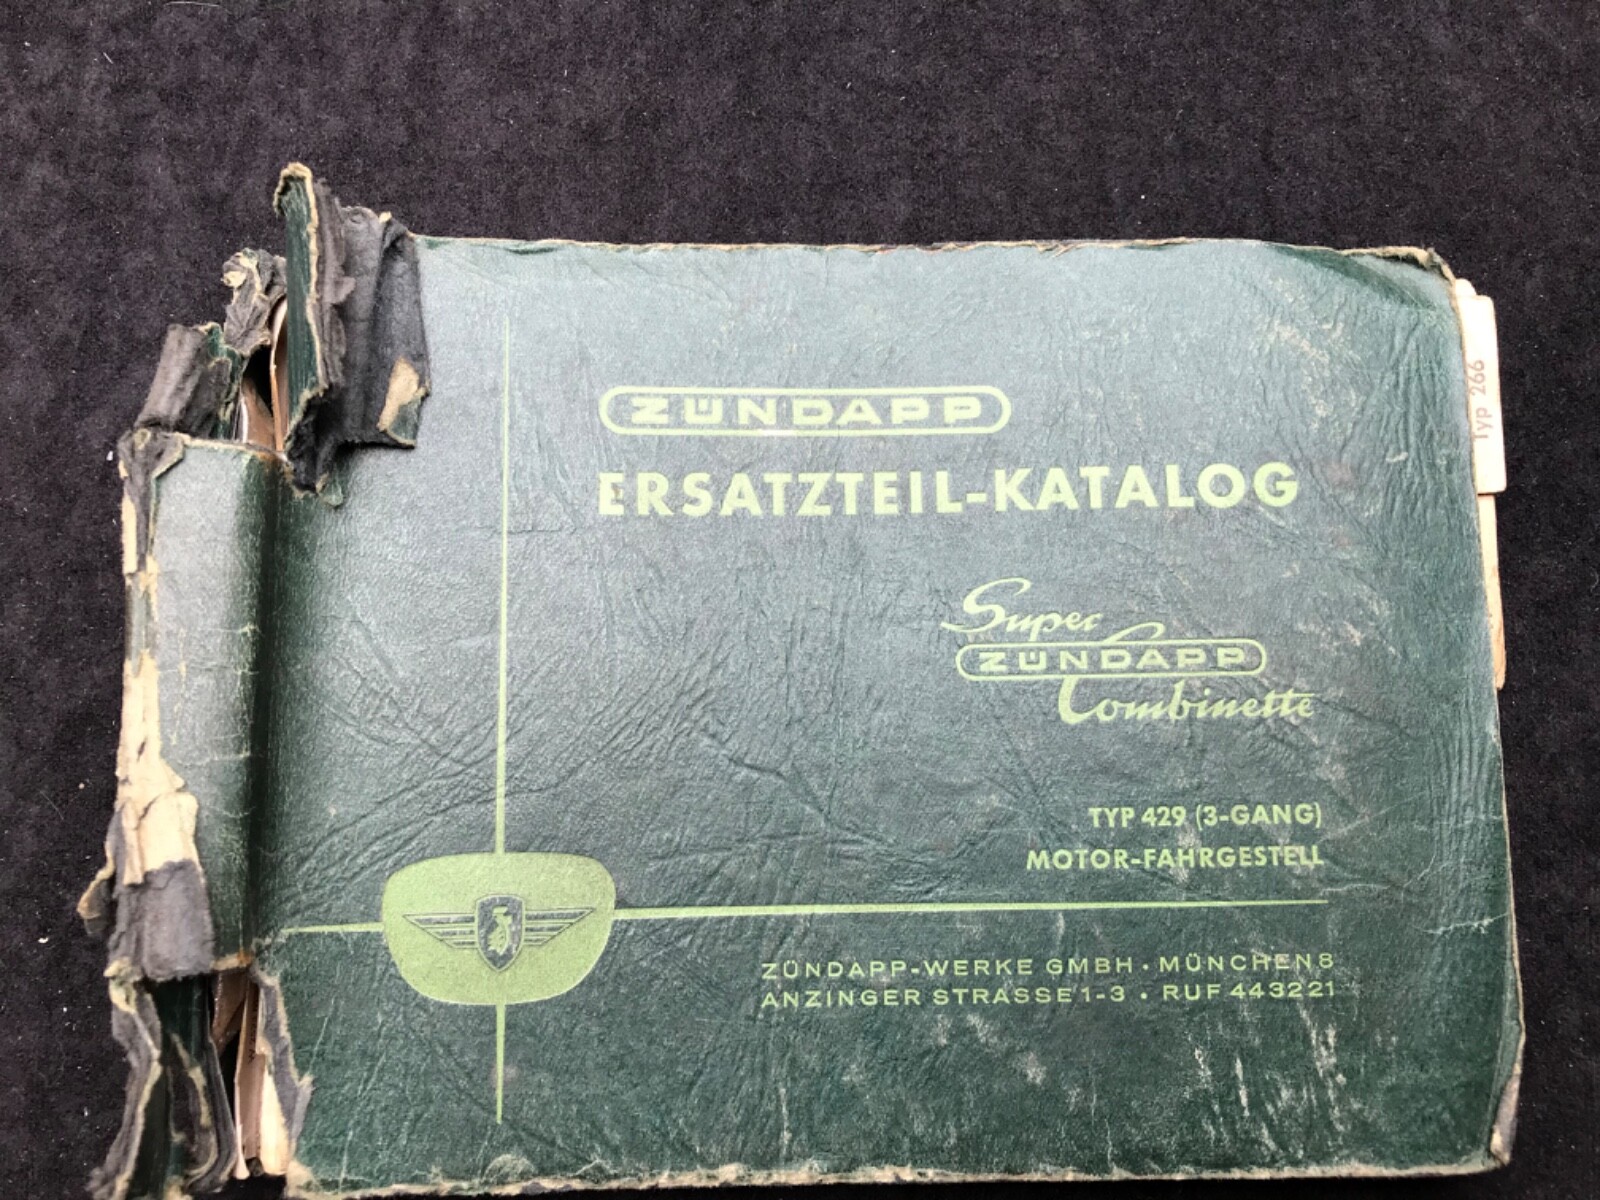 ZÜNDAPP
ERSATZTEIL-KATALOG
Super
ZÜNDAPP
Combinette
TYP 429 (3-GANG)
MOTOR-FAHRGESTELL
ZÜNDAPP-WERKE GMBH · MÜNCHEN 8
ANZINGER STRASSE 1-3 · RUF 443221
Typ 266